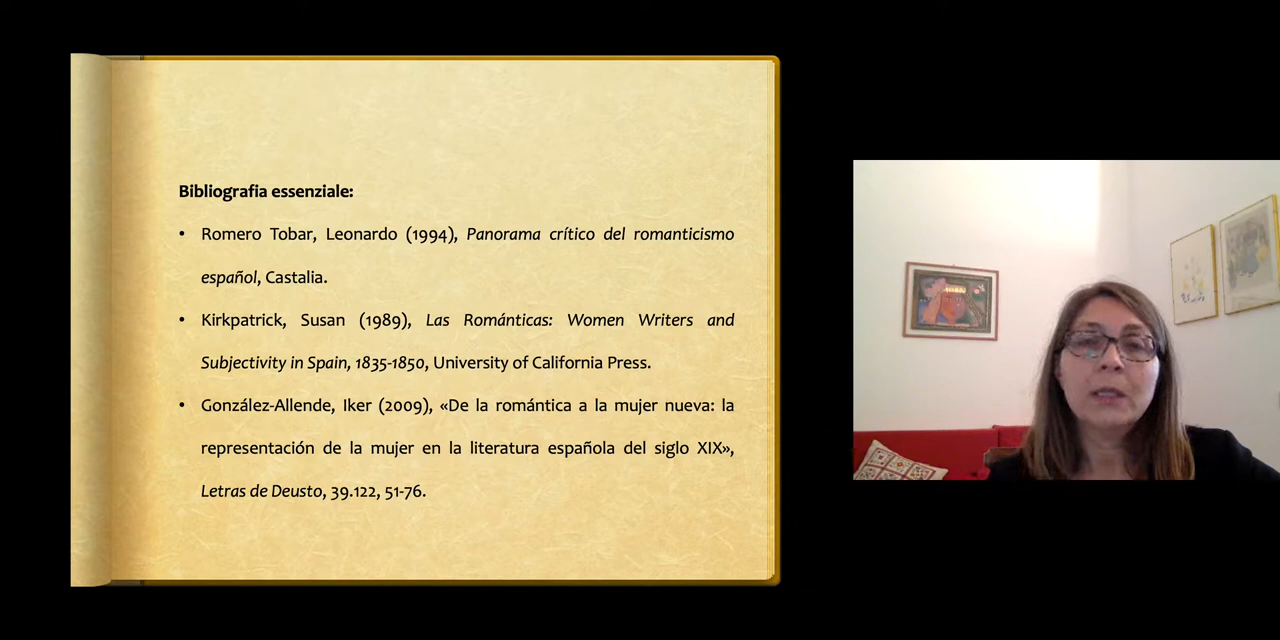 Bibliografia essenziale:
• Romero Tobar, Leonardo (1994), Panorama crítico del romanticismo
español, Castalia.
• Kirkpatrick, Susan (1989), Las Románticas: Women Writers and
Subjectivity in Spain, 1835-1850, University of California Press.
• González-Allende, Iker (2009), «De la romántica a la mujer nueva: la
representación de la mujer en la literatura española del siglo XIX»,
Letras de Deusto, 39.122, 51-76.